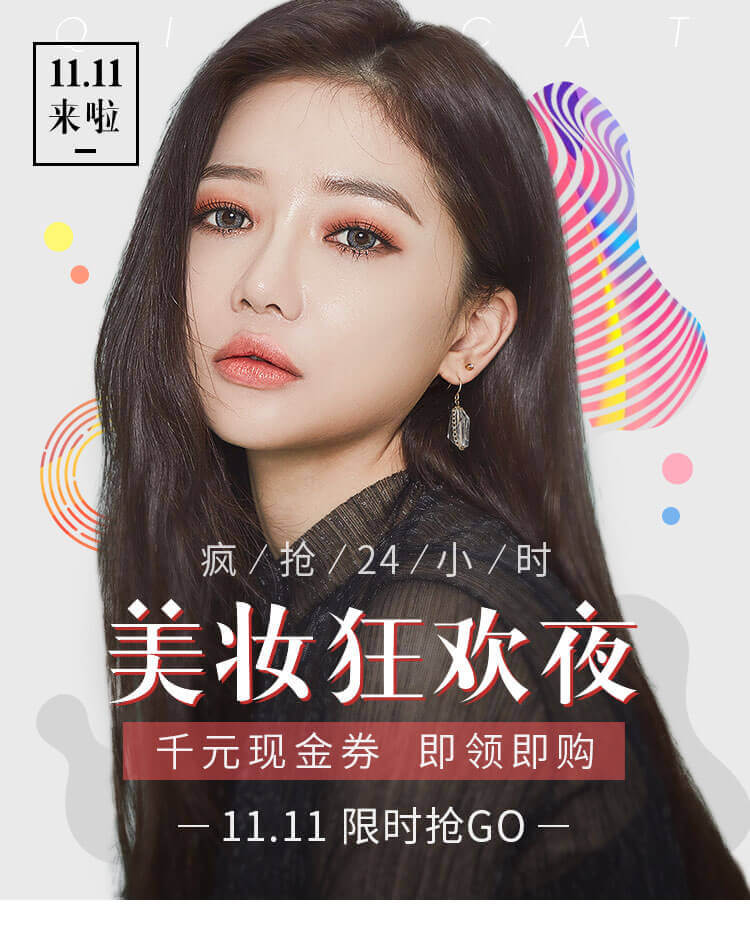 11.11
来啦
疯/抢/24/小/时
美妆狂欢夜
千元现金券 即领即购
— 11.11 限时抢GO —